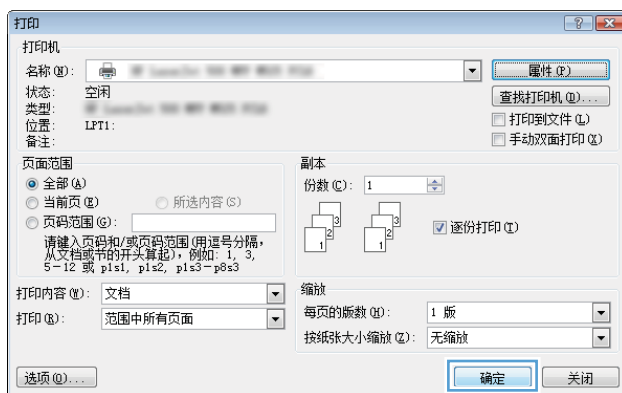 打印
打印机
名称(N):
属性(P)
状态: 空闲
查找打印机(D)...
类型:
打印到文件(L)
位置: LPT1:
手动双面打印(X)
备注:
页面范围
全部(A)
当前页(E) 所选内容(S)
页码范围(G):
请键入页码和/或页码范围(用逗号分隔，
从文档或节的开头算起)，例如: 1, 3,
5-12 或 p1s1, p1s2, p1s3-p8s3
副本
份数(C): 1
1 2 3
1 2 3
逐份打印(T)
打印内容(W): 文档
打印(R): 范围中所有页面
缩放
每页的版数(H): 1 版
按纸张大小缩放(Z): 无缩放
选项(O)...
确定
关闭